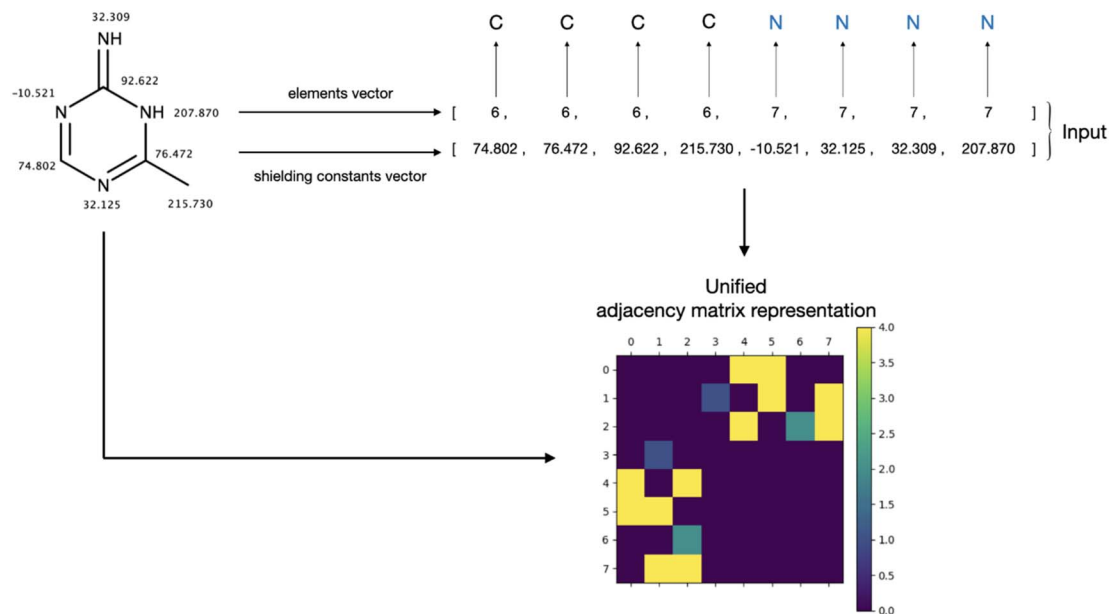 32.309
NH
92.622
-10.521
N
NH
207.870
74.802
76.472
N
32.125
215.730
elements vector
shielding constants vector
C C C C N N N N
[ 6, 6, 6, 6, 7, 7, 7, 7 ]
[ 74.802 , 76.472 , 92.622 , 215.730 , -10.521 , 32.125 , 32.309 , 207.870 ]
Input
Unified
adjacency matrix representation
0 1 2 3 4 5 6 7
0
1
2
3
4
5
6
7
4.0
3.5
3.0
2.5
2.0
1.5
1.0
0.5
0.0